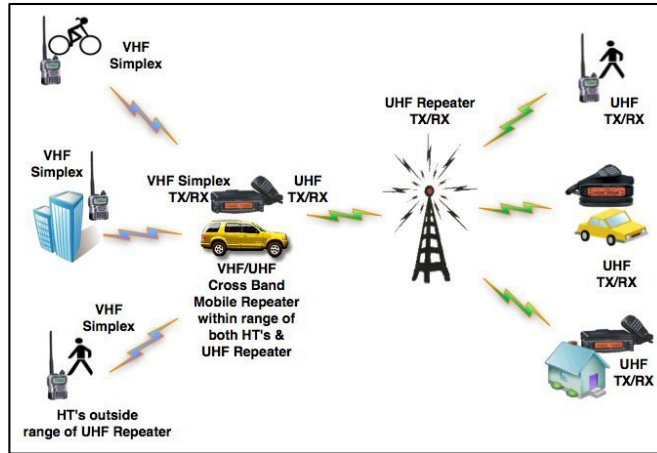 VHF
Simplex
VHF
Simplex
VHF
Simplex
HT's outside
range of UHF Repeater
VHF Simplex
TX/RX
UHF
TX/RX
VHF/UHF
Cross Band
Mobile Repeater
within range of
both HT's &
UHF Repeater
UHF Repeater
TX/RX
UHF
TX/RX
UHF
TX/RX
UHF
TX/RX